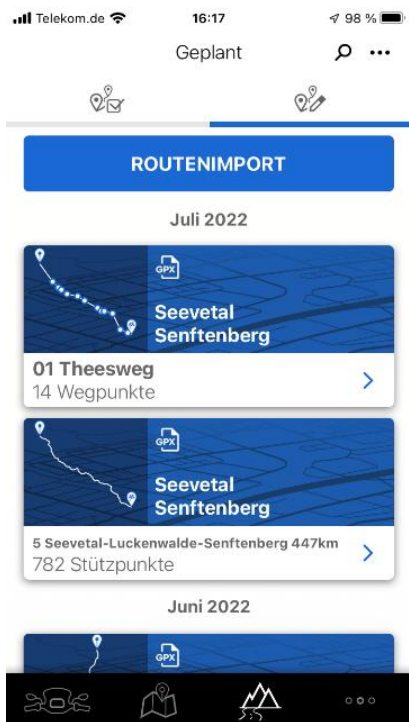 Telekom.de 16:17 98 %
Geplant
ROUTENIMPORT
Juli 2022
GPX
Seevetal
Senftenberg
01 Theesweg
14 Wegpunkte
GPX
Seevetal
Senftenberg
5 Seevetal-Luckenwalde-Senftenberg 447km
782 Stützpunkte
Juni 2022
GPX